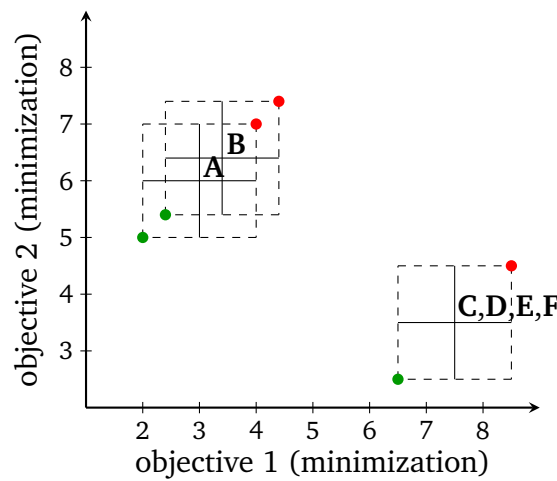 objective 2 (minimization)
8
7
6
5
4
3
B
A
C,D,E,F
2 3 4 5 6 7 8
objective 1 (minimization)